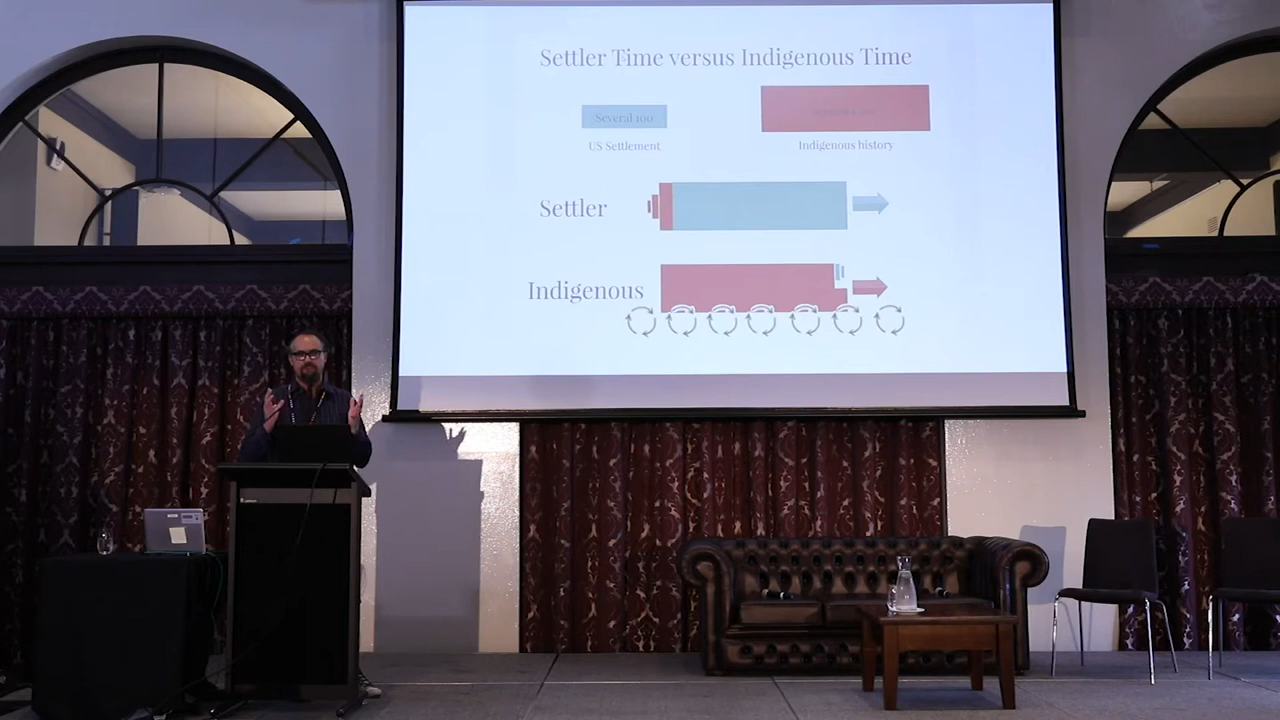 Settler Time versus Indigenous Time
Several 100
US Settlement
Indigenous history
Settler
Indigenous